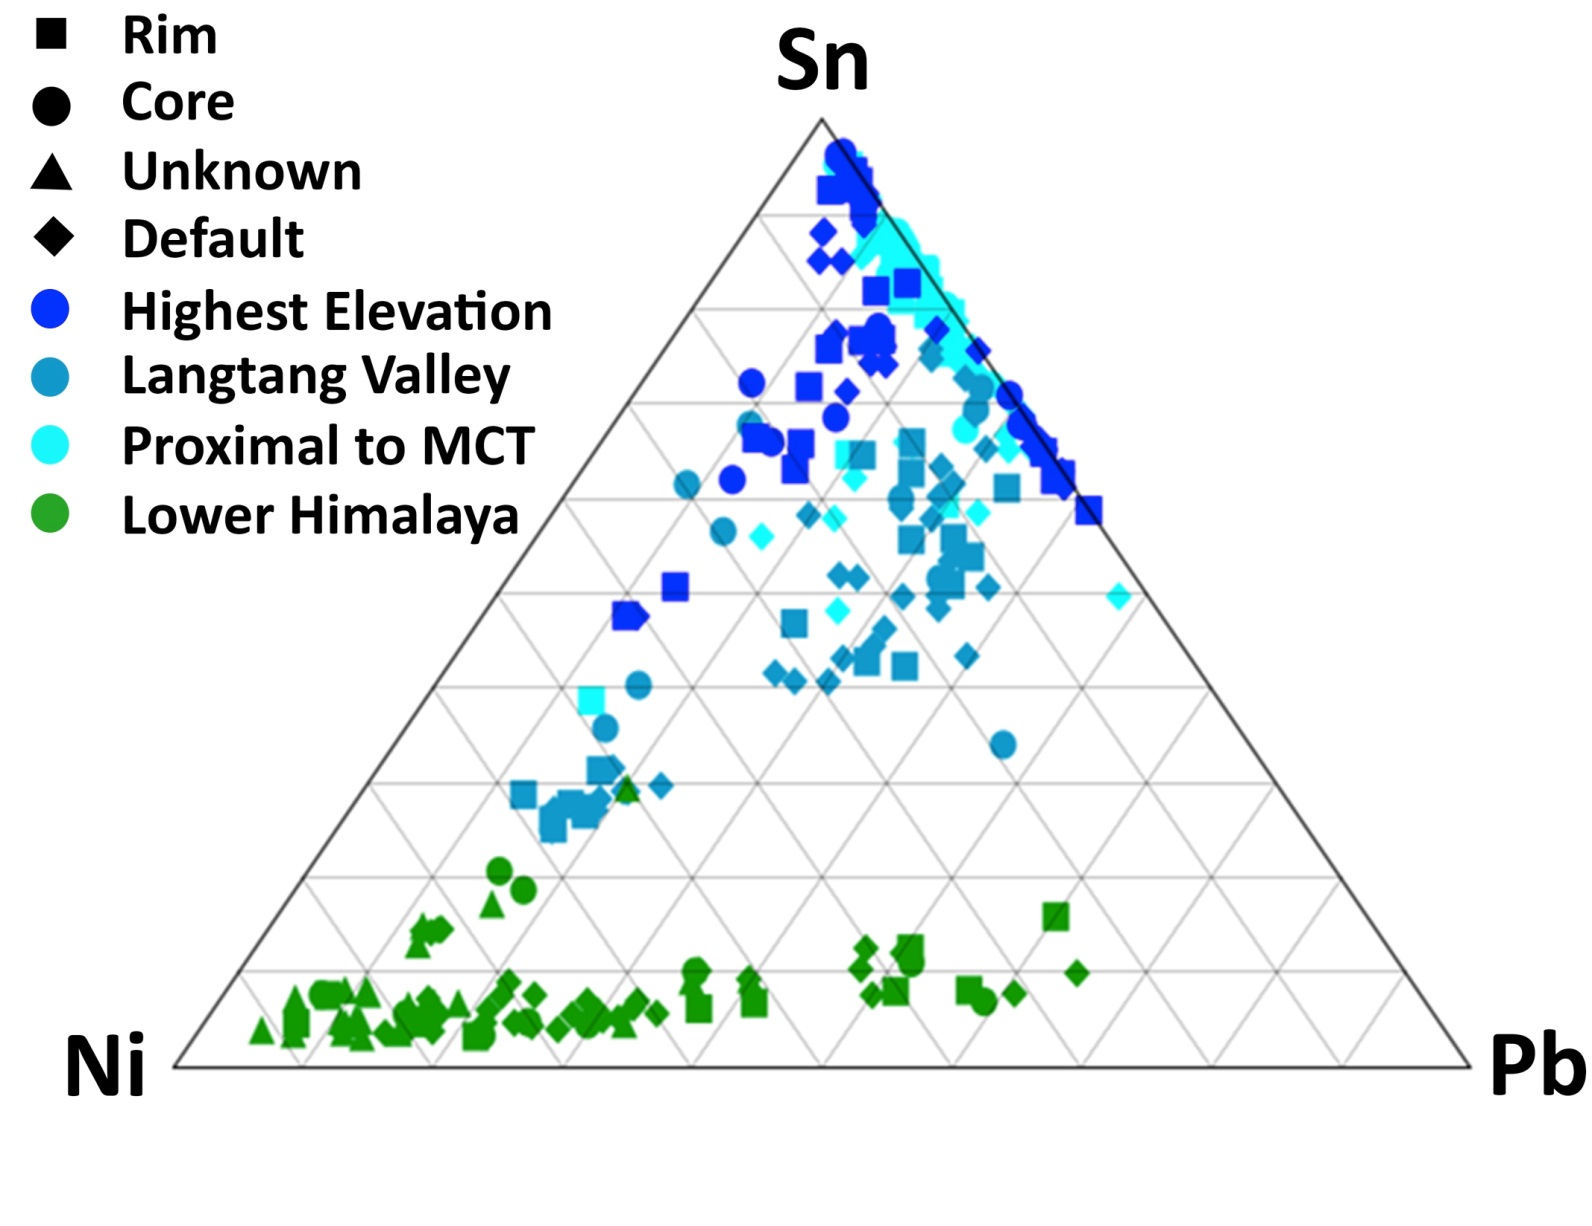 Rim
Core
Unknown
Default
Highest Elevation
Langtang Valley
Proximal to MCT
Lower Himalaya
Sn
Ni
Pb